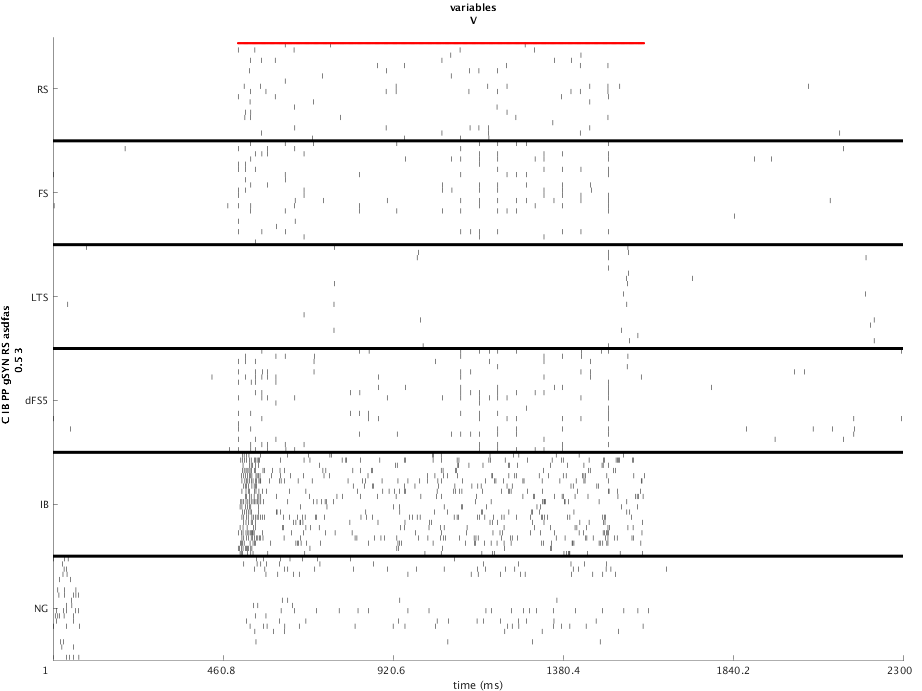 variables
V
RS
FS
LTS
dFS5
IB
NG
C IB PP gSYN RS asdfas
0.5 3
1
460.8
920.6
1380.4
1840.2
2300
time (ms)